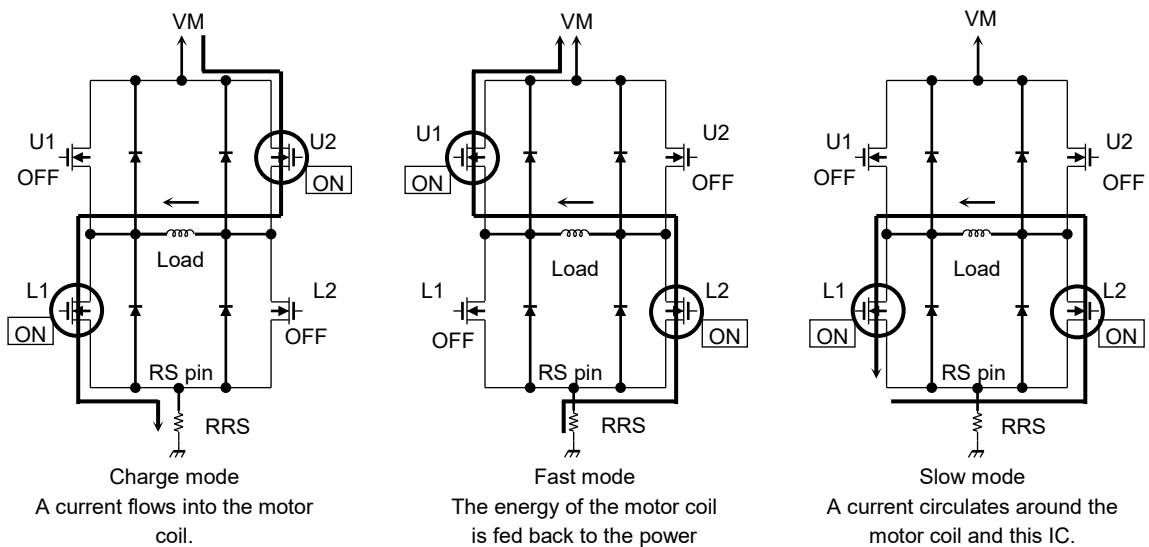 VM
U1
OFF
U2
ON
Load
L1
ON
L2
OFF
RS pin
RRS
Charge mode
A current flows into the motor
coil.
VM
U1
ON
U2
OFF
Load
L1
OFF
L2
ON
RS pin
RRS
Fast mode
The energy of the motor coil
is fed back to the power
VM
U1
OFF
U2
OFF
Load
L1
ON
L2
ON
RS pin
RRS
Slow mode
A current circulates around the
motor coil and this IC.